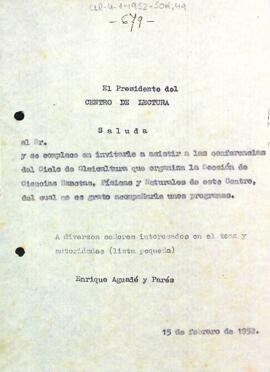 UR-4-1-1952-SOH,49
-679-
El Presidente del
CENTRO DE LECTURA
Saluda
al Sr.
y se complace en invitarle a asistir a las conferencias
del Ciclo de Oleicultura que organiza la Sección de
Ciencias Exactas, Físicas y Naturales de este Centro,
del cual me es grato acompañarle unos programas.
A diversos señores interesados en el tema y
autoridades (lista pequeña)
Enrique Aguadé y Parés
15 de febrero de 1952.